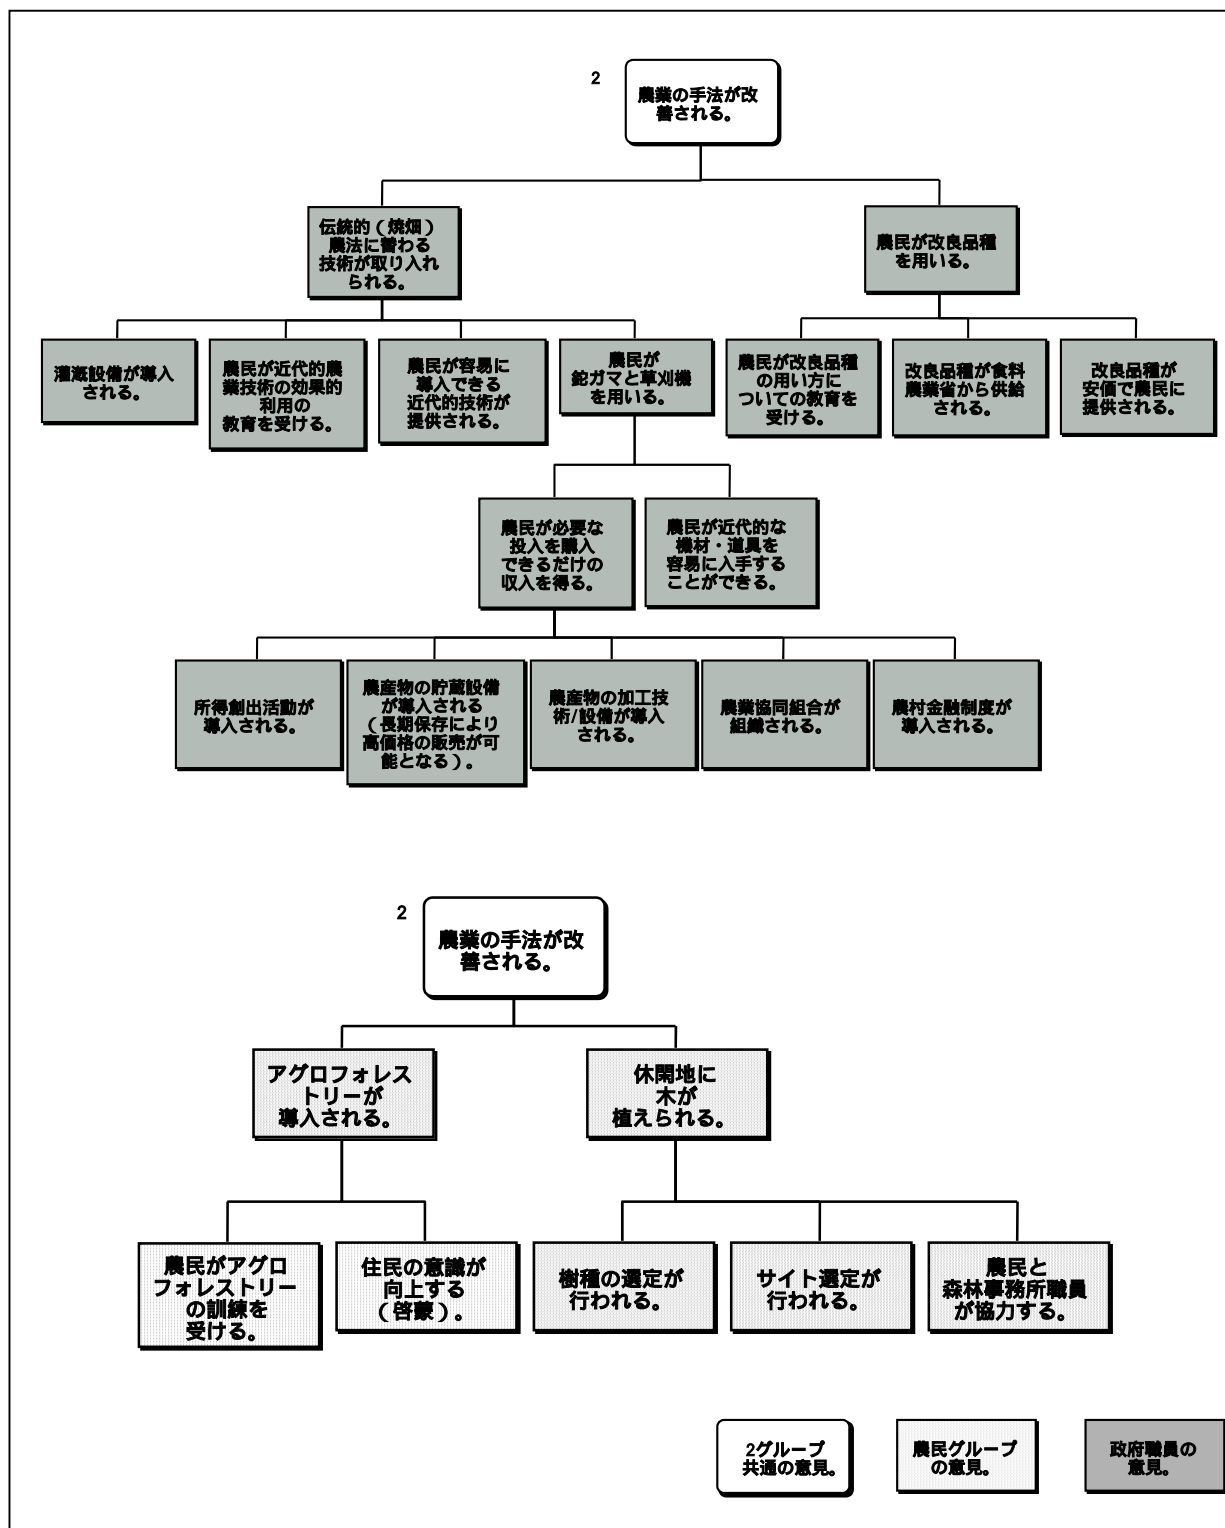 2
農業の手法が改
善される。
伝統的（焼畑）
農法に替わる
技術が取り入れ
られる。
農民が改良品種
を用いる。
灌漑設備が導入
される。
農民が近代的農
業技術の効果的
利用の
教育を受ける。
農民が容易に
導入できる
近代的技術が
提供される。
農民が
鉈ガマと草刈機
を用いる。
農民が改良品種
の用い方に
ついての教育を
受ける。
改良品種が食料
農業省から供給
される。
改良品種が
安価で農民に
提供される。
農民が必要な
投入を購入
できるだけの
収入を得る。
農民が近代的な
機材・道具を
容易に入手する
ことができる。
所得創出活動が
導入される。
農産物の貯蔵設備
が導入される
（長期保存により
高価格の販売が可
能となる）。
農産物の加工技
術/設備が導入
される。
農業協同組合が
組織される。
農村金融制度が
導入される。
2
農業の手法が改
善される。
アグロフォレス
トリーが
導入される。
休閑地に
木が
植えられる。
農民がアグロ
フォレストリー
の訓練を
受ける。
住民の意識が
向上する
（啓蒙）。
樹種の選定が
行われる。
サイト選定が
行われる。
農民と
森林事務所職員
が協力する。
2グループ
共通の意見。
農民グループ
の意見。
政府職員の
意見。